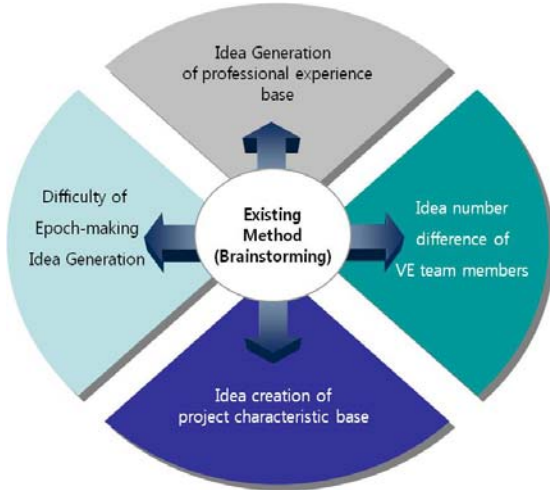 Idea Generation
of professional experience
base
Difficulty of
Epoch-making
Idea Generation
Existing
Method
(Brainstorming)
Idea number
difference of
VE team members
Idea creation of
project characteristic base